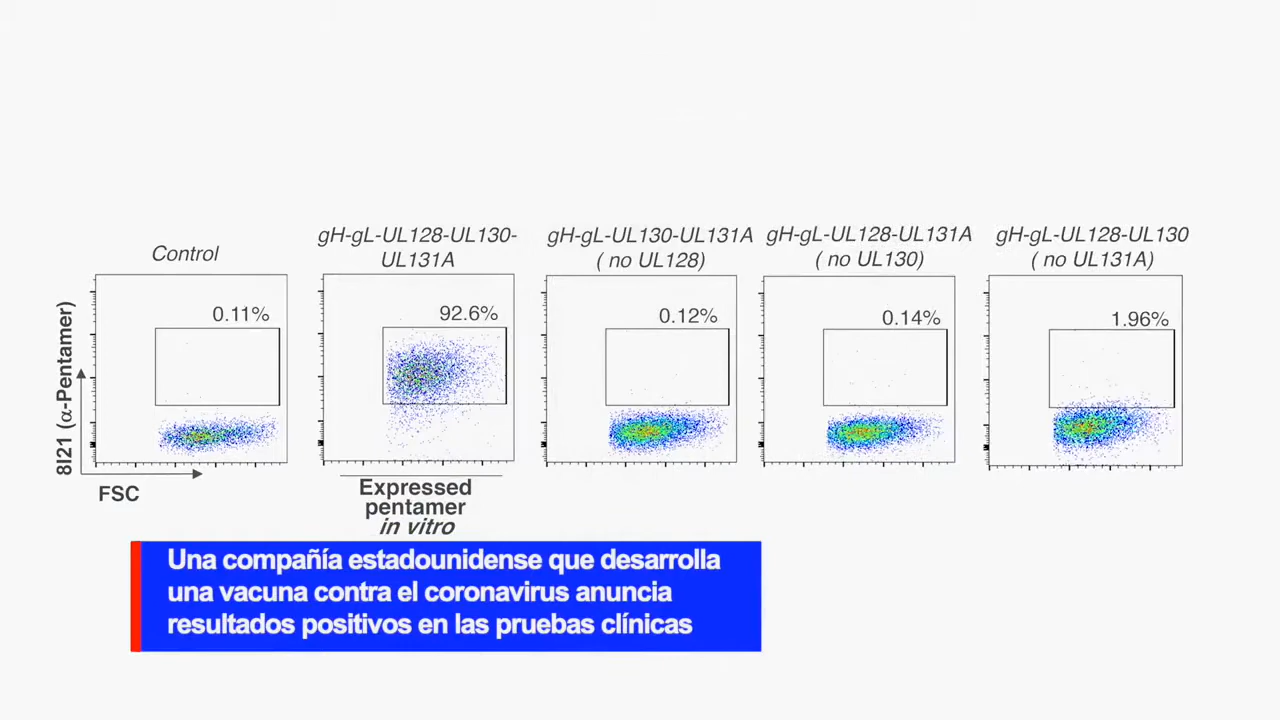 Control
gH-gL-UL128-UL130-
UL131A
gH-gL-UL130-UL131A
( no UL128)
gH-gL-UL128-UL131A
( no UL130)
gH-gL-UL128-UL130
( no UL131A)
0.11%
92.6%
0.12%
0.14%
1.96%
8I21 (α-Pentamer)
FSC
Expressed
pentamer
in vitro
Una compañía estadounidense que desarrolla
una vacuna contra el coronavirus anuncia
resultados positivos en las pruebas clínicas